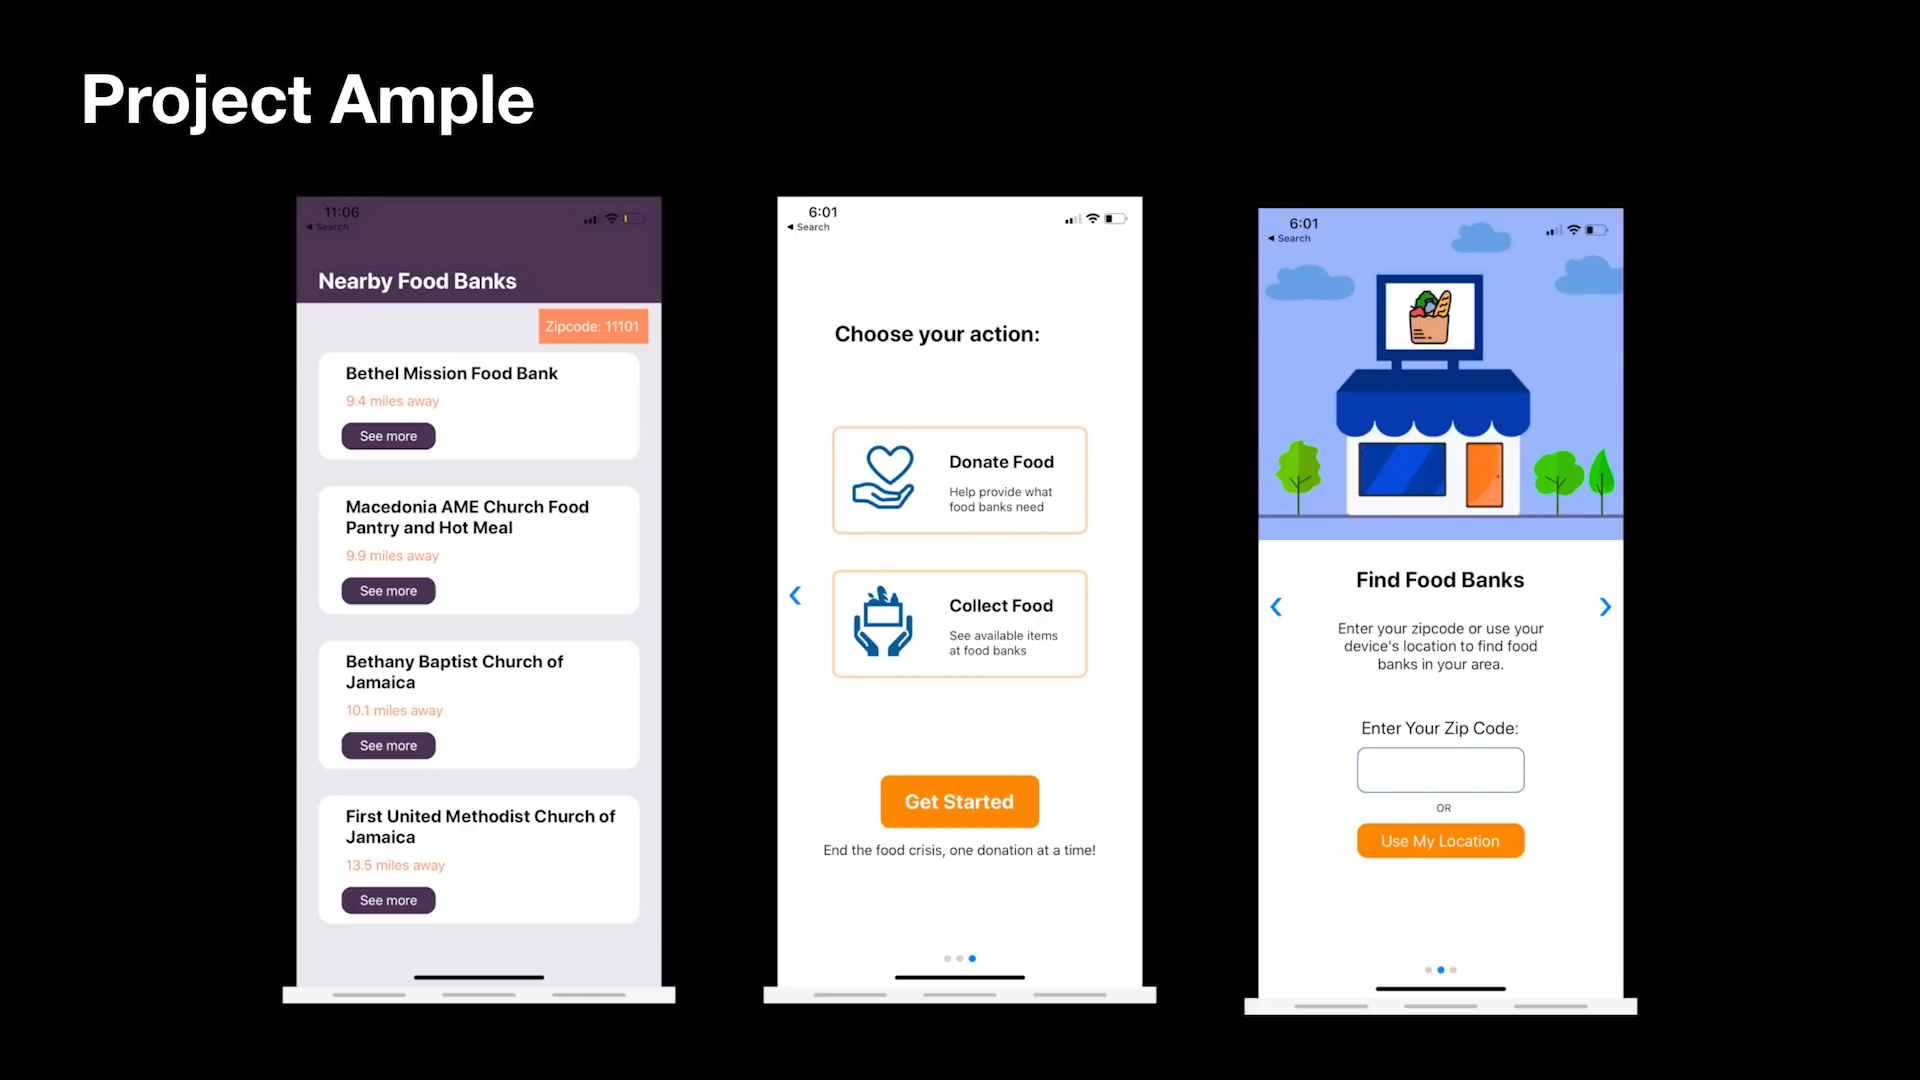 Project Ample
11:06
◀ Search
Nearby Food Banks
Zipcode: 11101
Bethel Mission Food Bank
9.4 miles away
See more
Macedonia AME Church Food
Pantry and Hot Meal
9.9 miles away
See more
Bethany Baptist Church of
Jamaica
10.1 miles away
See more
First United Methodist Church of
Jamaica
13.5 miles away
See more
6:01
◀ Search
Choose your action:
Donate Food
Help provide what
food banks need
Collect Food
See available items
at food banks
Get Started
End the food crisis, one donation at a time!
6:01
◀ Search
Find Food Banks
Enter your zipcode or use your
device's location to find food
banks in your area.
Enter Your Zip Code:
OR
Use My Location